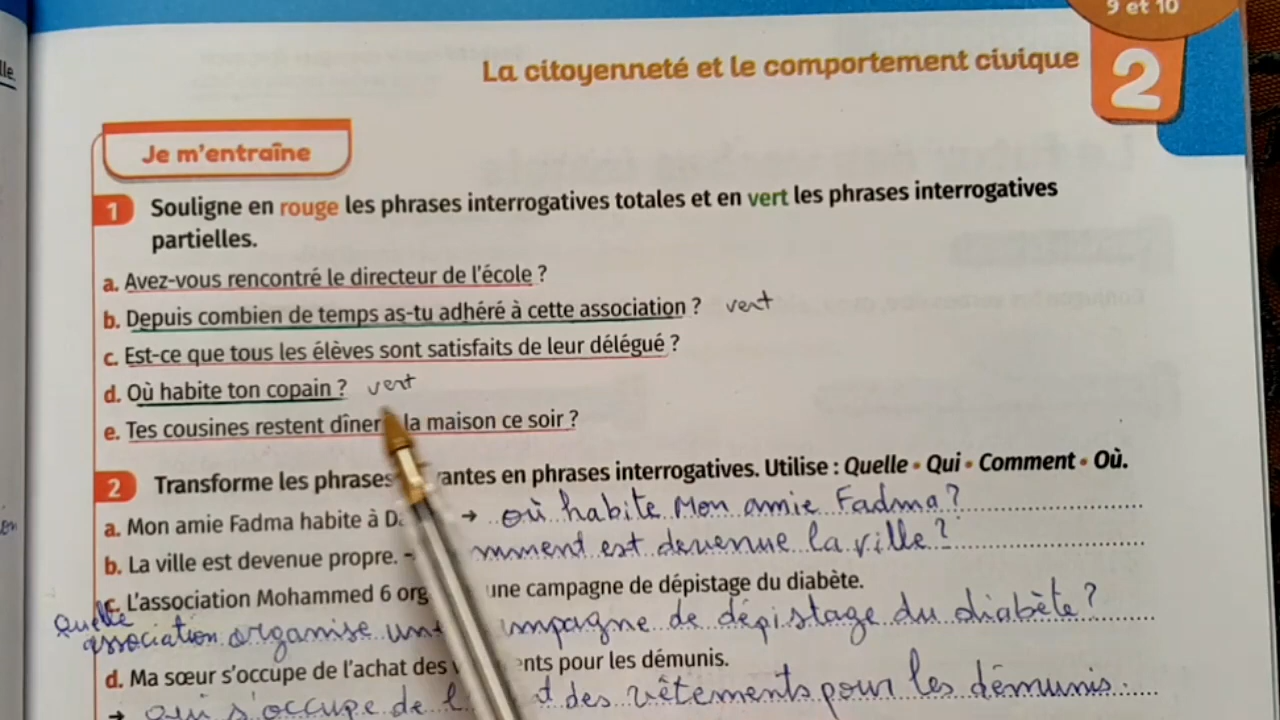 lle
9 et 10
La citoyenneté et le comportement civique
2
Je m'entraîne
1 Souligne en rouge les phrases interrogatives totales et en vert les phrases interrogatives
partielles.
a. Avez-vous rencontré le directeur de l'école ?
b. Depuis combien de temps as-tu adhéré à cette association ? vert
c. Est-ce que tous les élèves sont satisfaits de leur délégué ?
d. Où habite ton copain ? vert
e. Tes cousines restent dîner la maison ce soir ?
2 Transforme les phrases en phrases interrogatives. Utilise : Quelle • Qui • Comment • Où.
a. Mon amie Fadma habite à → où habite Mon amie Fadma ?
b. La ville est devenue propre. est devenue la ville ?
c. L'association Mohammed 6 une campagne de dépistage du diabète.
Quelle
association organise de dépistage du diabète ?
d. Ma sœur s'occupe de l'achat des pour les démunis.
→ qui s'occupe de des vêtements pour les démunis.